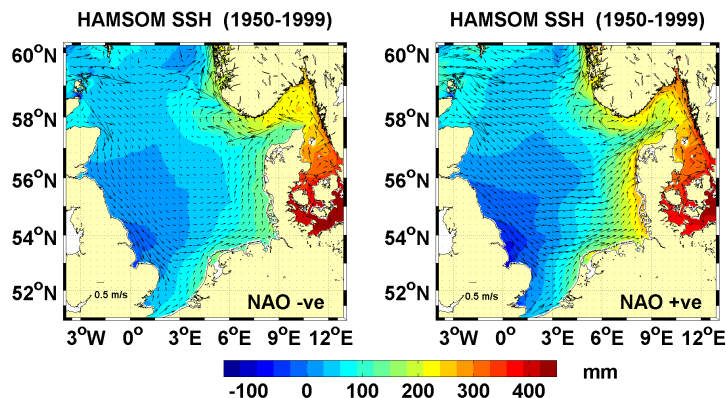 HAMSOM SSH (1950-1999)
60°N
58°N
56°N
54°N
52°N
0.5 m/s
NAO -ve
3°W 0° 3°E 6°E 9°E 12°E
HAMSOM SSH (1950-1999)
60°N
58°N
56°N
54°N
52°N
0.5 m/s
NAO +ve
3°W 0° 3°E 6°E 9°E 12°E
mm
-100 0 100 200 300 400